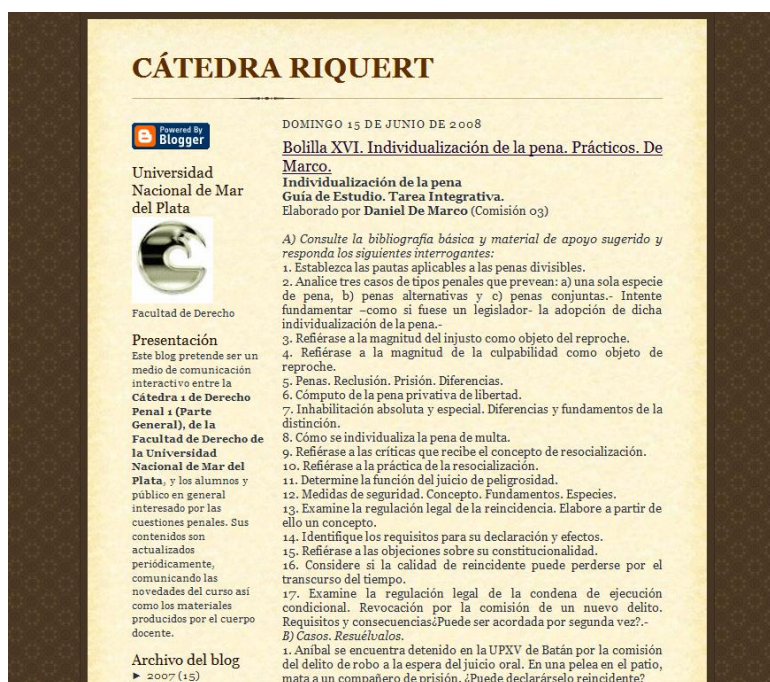 CÁTEDRA RIQUERT
Powered By
Blogger
Universidad
Nacional de Mar
del Plata
Facultad de Derecho
Presentación
Este blog pretende ser un
medio de comunicación
interactivo entre la
Cátedra 1 de Derecho
Penal 1 (Parte
General), de la
Facultad de Derecho de
la Universidad
Nacional de Mar del
Plata, y los alumnos y
público en general
interesado por las
cuestiones penales. Sus
contenidos son
actualizados
periódicamente,
comunicando las
novedades del curso así
como los materiales
producidos por el cuerpo
docente.
Archivo del blog
► 2007 (15)
DOMINGO 15 DE JUNIO DE 2008
Bolilla XVI. Individualización de la pena. Prácticos. De
Marco.
Individualización de la pena
Guía de Estudio. Tarea Integrativa.
Elaborado por Daniel De Marco (Comisión 03)
A) Consulte la bibliografía básica y material de apoyo sugerido y
responda los siguientes interrogantes:
1. Establezca las pautas aplicables a las penas divisibles.
2. Analice tres casos de tipos penales que prevean: a) una sola especie
de pena, b) penas alternativas y c) penas conjuntas.- Intente
fundamentar –como si fuese un legislador- la adopción de dicha
individualización de la pena.-
3. Refiérase a la magnitud del injusto como objeto del reproche.
4. Refiérase a la magnitud de la culpabilidad como objeto de
reproche.
5. Penas. Reclusión. Prisión. Diferencias.
6. Cómputo de la pena privativa de libertad.
7. Inhabilitación absoluta y especial. Diferencias y fundamentos de la
distinción.
8. Cómo se individualiza la pena de multa.
9. Refiérase a las críticas que recibe el concepto de resocialización.
10. Refiérase a la práctica de la resocialización.
11. Determine la función del juicio de peligrosidad.
12. Medidas de seguridad. Concepto. Fundamentos. Especies.
13. Examine la regulación legal de la reincidencia. Elabore a partir de
ello un concepto.
14. Identifique los requisitos para su declaración y efectos.
15. Refiérase a las objeciones sobre su constitucionalidad.
16. Considere si la calidad de reincidente puede perderse por el
transcurso del tiempo.
17. Examine la regulación legal de la condena de ejecución
condicional. Revocación por la comisión de un nuevo delito.
Requisitos y consecuencias¿Puede ser acordada por segunda vez?.-
B) Casos. Resuélvalos.
1. Aníbal se encuentra detenido en la UPXV de Batán por la comisión
del delito de robo a la espera del juicio oral. En una pelea en el patio,
mata a un compañero de prisión. ¿Puede declarárselo reincidente?